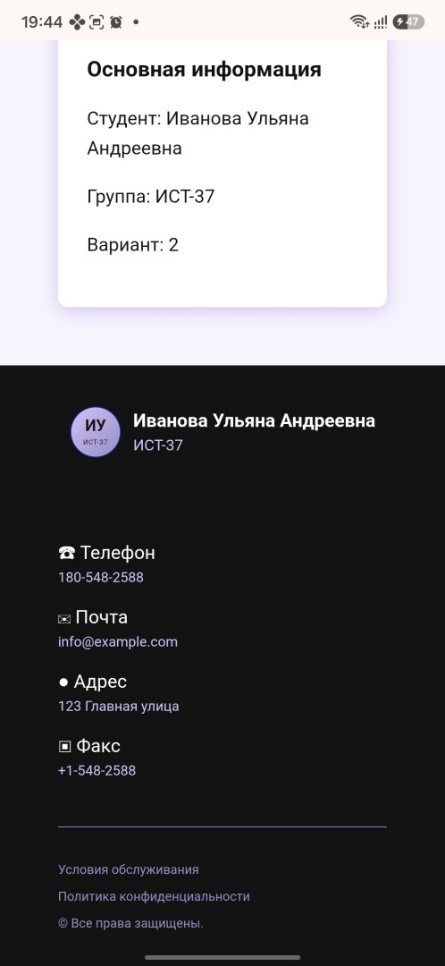 19:44
47
Основная информация
Студент: Иванова Ульяна
Андреевна
Группа: ИСТ-37
Вариант: 2
ИУ
ИСТ-37
Иванова Ульяна Андреевна
ИСТ-37
☎ Телефон
180-548-2588
✉ Почта
info@example.com
● Адрес
123 Главная улица
▣ Факс
+1-548-2588
Условия обслуживания
Политика конфиденциальности
© Все права защищены.